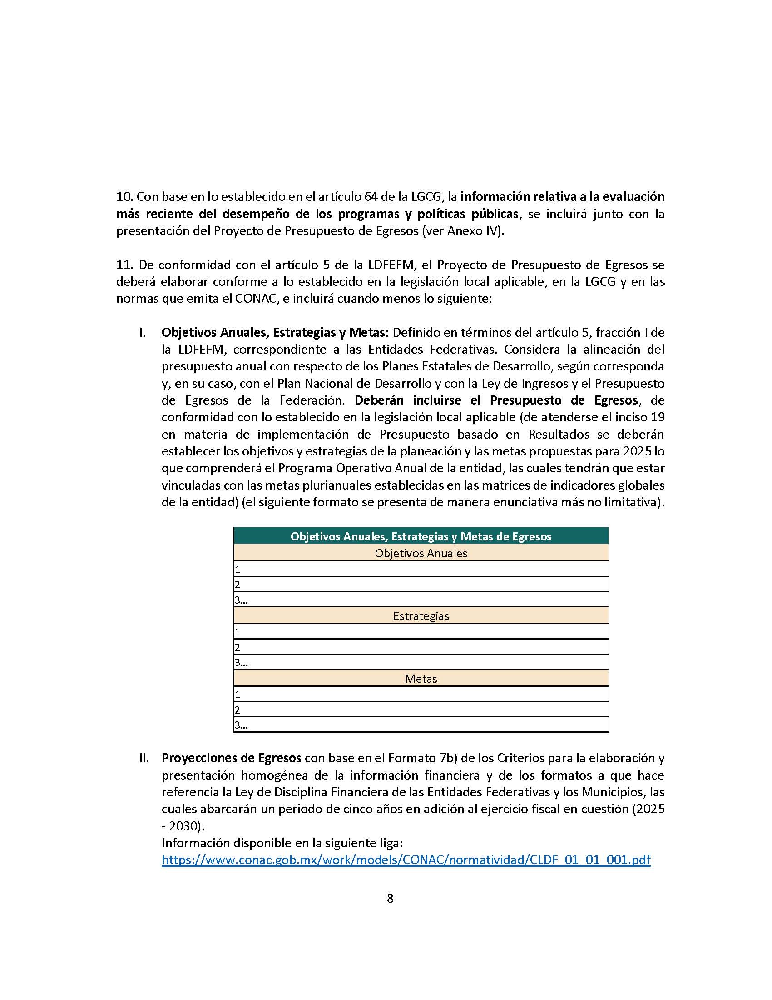 10. Con base en lo establecido en el artículo 64 de la LGCG, la información relativa a la evaluación
más reciente del desempeño de los programas y políticas públicas, se incluirá junto con la
presentación del Proyecto de Presupuesto de Egresos (ver Anexo IV).
11. De conformidad con el artículo 5 de la LDFEFM, el Proyecto de Presupuesto de Egresos se
deberá elaborar conforme a lo establecido en la legislación local aplicable, en la LGCG y en las
normas que emita el CONAC, e incluirá cuando menos lo siguiente:
I. Objetivos Anuales, Estrategias y Metas: Definido en términos del artículo 5, fracción I de
la LDFEFM, correspondiente a las Entidades Federativas. Considera la alineación del
presupuesto anual con respecto de los Planes Estatales de Desarrollo, según corresponda
y, en su caso, con el Plan Nacional de Desarrollo y con la Ley de Ingresos y el Presupuesto
de Egresos de la Federación. Deberán incluirse el Presupuesto de Egresos, de
conformidad con lo establecido en la legislación local aplicable (de atenderse el inciso 19
en materia de implementación de Presupuesto basado en Resultados se deberán
establecer los objetivos y estrategias de la planeación y las metas propuestas para 2025 lo
que comprenderá el Programa Operativo Anual de la entidad, las cuales tendrán que estar
vinculadas con las metas plurianuales establecidas en las matrices de indicadores globales
de la entidad) (el siguiente formato se presenta de manera enunciativa más no limitativa).
Objetivos Anuales, Estrategias y Metas de Egresos
Objetivos Anuales
1
2
3...
Estrategias
1
2
3...
Metas
1
2
3...
II. Proyecciones de Egresos con base en el Formato 7b) de los Criterios para la elaboración y
presentación homogénea de la información financiera y de los formatos a que hace
referencia la Ley de Disciplina Financiera de las Entidades Federativas y los Municipios, las
cuales abarcarán un periodo de cinco años en adición al ejercicio fiscal en cuestión (2025
- 2030).
Información disponible en la siguiente liga:
https://www.conac.gob.mx/work/models/CONAC/normatividad/CLDF_01_01_001.pdf
8